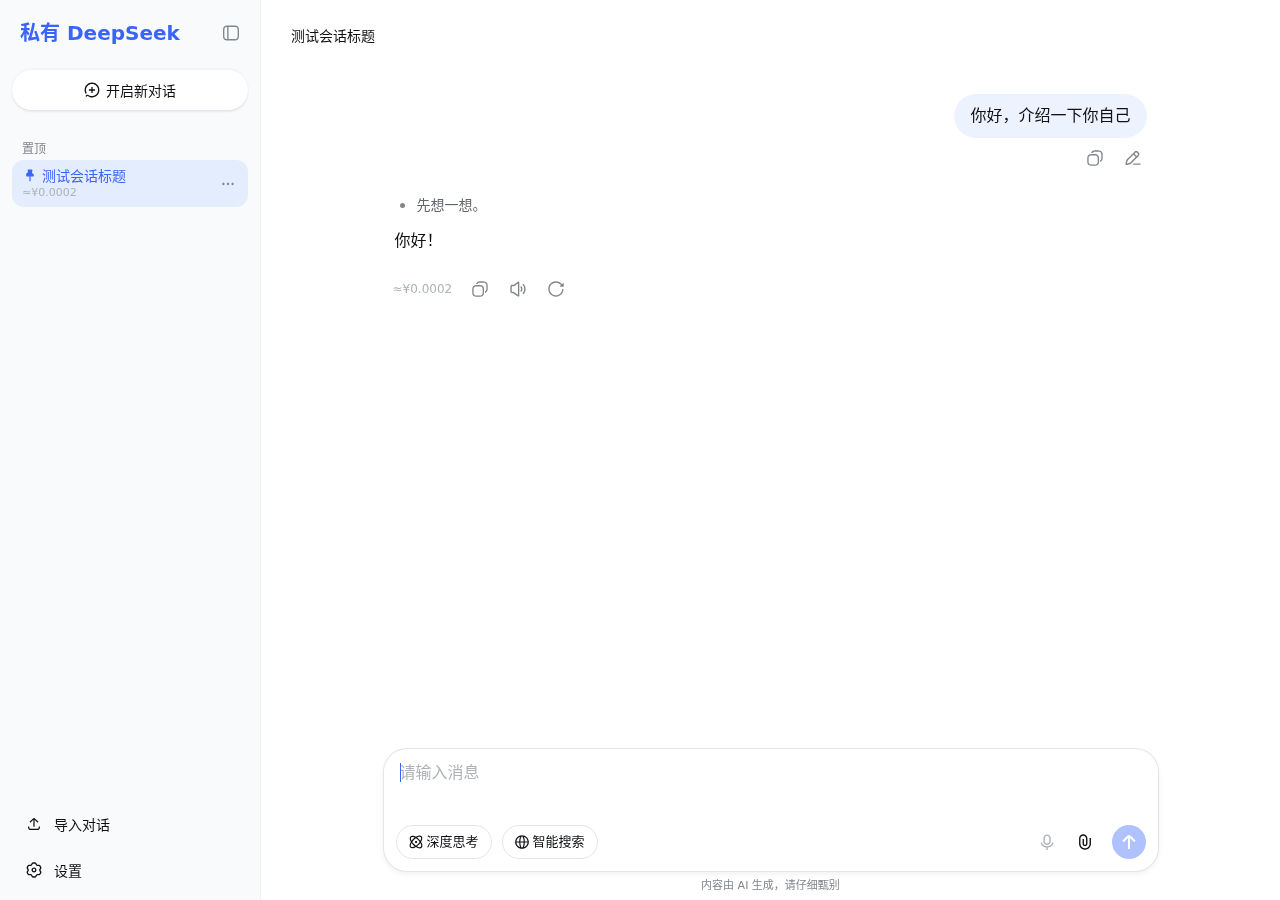 私有 DeepSeek
开启新对话
置顶
测试会话标题
≈¥0.0002
导入对话
设置
测试会话标题
你好，介绍一下你自己
先想一想。
你好！
≈¥0.0002
请输入消息
深度思考
智能搜索
内容由 AI 生成，请仔细甄别